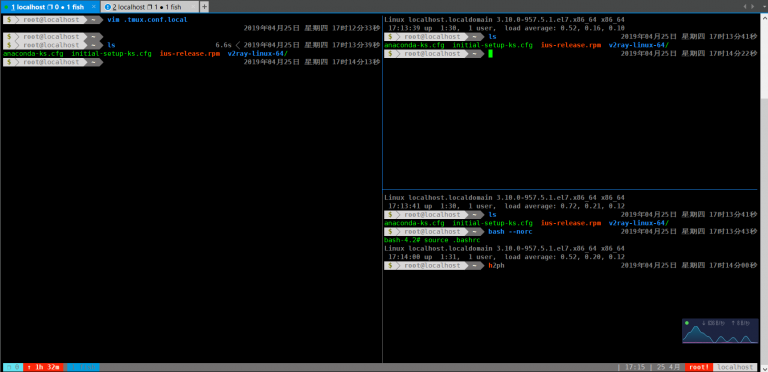 1 localhost 0 ● 1 fish
2 localhost 1 ● 1 fish
$ root@localhost ~ vim .tmux.conf.local
2019年04月25日 星期四 17时12分33秒
$ root@localhost ~
$ root@localhost ~ ls 6.6s 2019年04月25日 星期四 17时13分39秒
anaconda-ks.cfg initial-setup-ks.cfg ius-release.rpm v2ray-linux-64/
$ root@localhost ~ 2019年04月25日 星期四 17时14分13秒
Linux localhost.localdomain 3.10.0-957.5.1.el7.x86_64 x86_64
17:13:39 up 1:30, 1 user, load average: 0.52, 0.16, 0.10
$ root@localhost ~ ls 2019年04月25日 星期四 17时13分41秒
anaconda-ks.cfg initial-setup-ks.cfg ius-release.rpm v2ray-linux-64/
$ root@localhost ~ 2019年04月25日 星期四 17时14分22秒
Linux localhost.localdomain 3.10.0-957.5.1.el7.x86_64 x86_64
17:13:41 up 1:30, 1 user, load average: 0.72, 0.21, 0.12
$ root@localhost ~ ls 2019年04月25日 星期四 17时13分41秒
anaconda-ks.cfg initial-setup-ks.cfg ius-release.rpm v2ray-linux-64/
$ root@localhost ~ bash --norc 2019年04月25日 星期四 17时13分43秒
bash-4.2# source .bashrc
Linux localhost.localdomain 3.10.0-957.5.1.el7.x86_64 x86_64
17:14:00 up 1:31, 1 user, load average: 0.52, 0.20, 0.12
$ root@localhost ~ h2ph 2019年04月25日 星期四 17时14分00秒
0 ↑ 1h 32m
| 17:15 | 25 4月 root! localhost